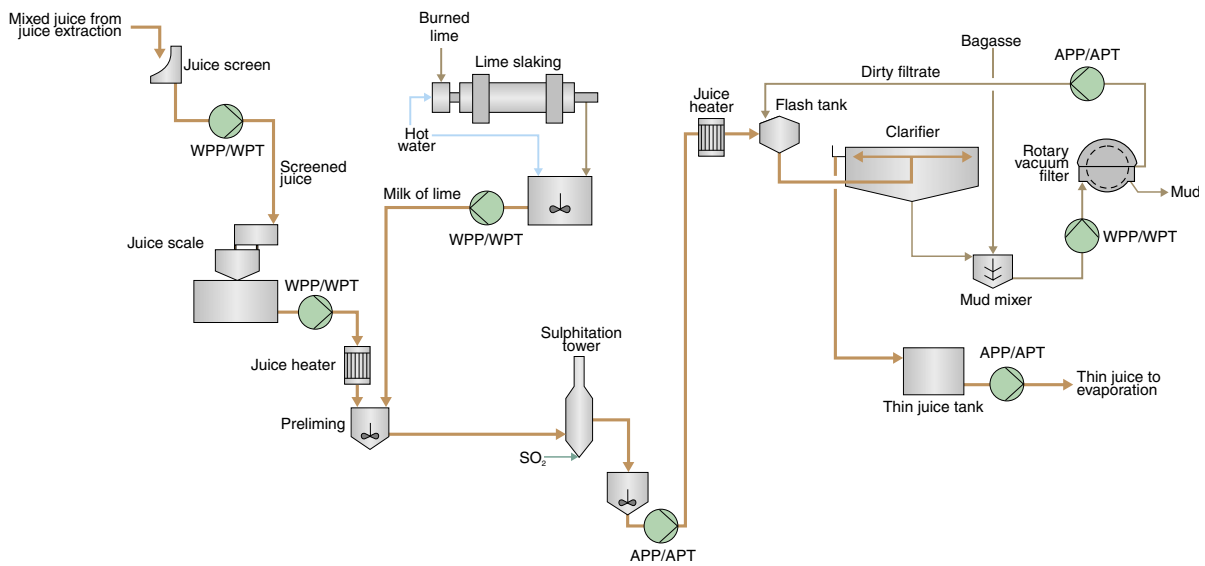 Mixed juice from
juice extraction
Juice screen
WPP/WPT
Screened
juice
Juice scale
WPP/WPT
Juice heater
Preliming
Burned
lime
Lime slaking
Hot
water
Milk of lime
WPP/WPT
Sulphitation
tower
SO₂
APP/APT
Juice
heater
Flash tank
Dirty filtrate
Bagasse
APP/APT
Clarifier
Rotary
vacuum
filter
Mud
WPP/WPT
Mud mixer
APP/APT
Thin juice tank
Thin juice to
evaporation